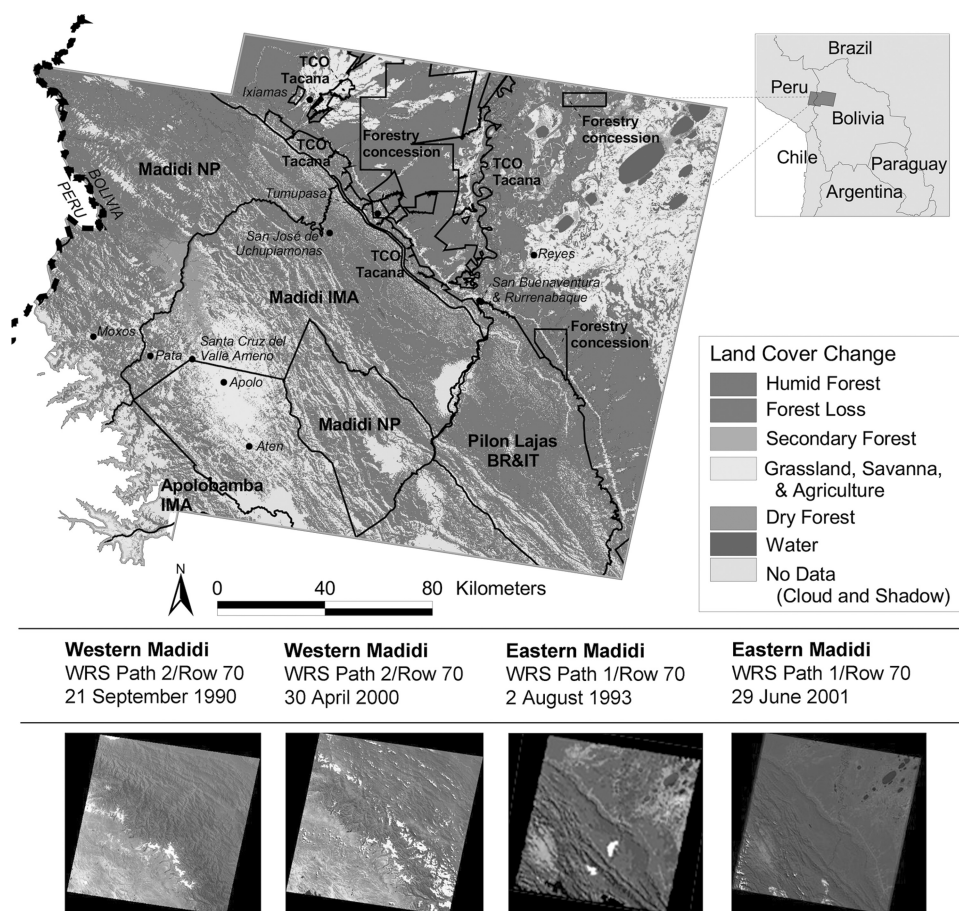 TCO
Tacana
Ixiamas
Forestry
concession
Madidi NP
TCO
Tacana
Tumupasa
TCO
Tacana
Forestry
concession
PERU
BOLIVIA
San José de
Uchupiamonas
TCO
Tacana
Reyes
Madidi IMA
San Buenaventura
& Rurrenabaque
Moxos
Pata
Santa Cruz del
Valle Ameno
Apolo
Forestry
concession
Madidi NP
Aten
Pilon Lajas
BR&IT
Apolobamba
IMA
Brazil
Peru
Bolivia
Chile
Paraguay
Argentina
Land Cover Change
Humid Forest
Forest Loss
Secondary Forest
Grassland, Savanna,
& Agriculture
Dry Forest
Water
No Data
(Cloud and Shadow)
N
0 40 80 Kilometers
Western Madidi
WRS Path 2/Row 70
21 September 1990
Western Madidi
WRS Path 2/Row 70
30 April 2000
Eastern Madidi
WRS Path 1/Row 70
2 August 1993
Eastern Madidi
WRS Path 1/Row 70
29 June 2001